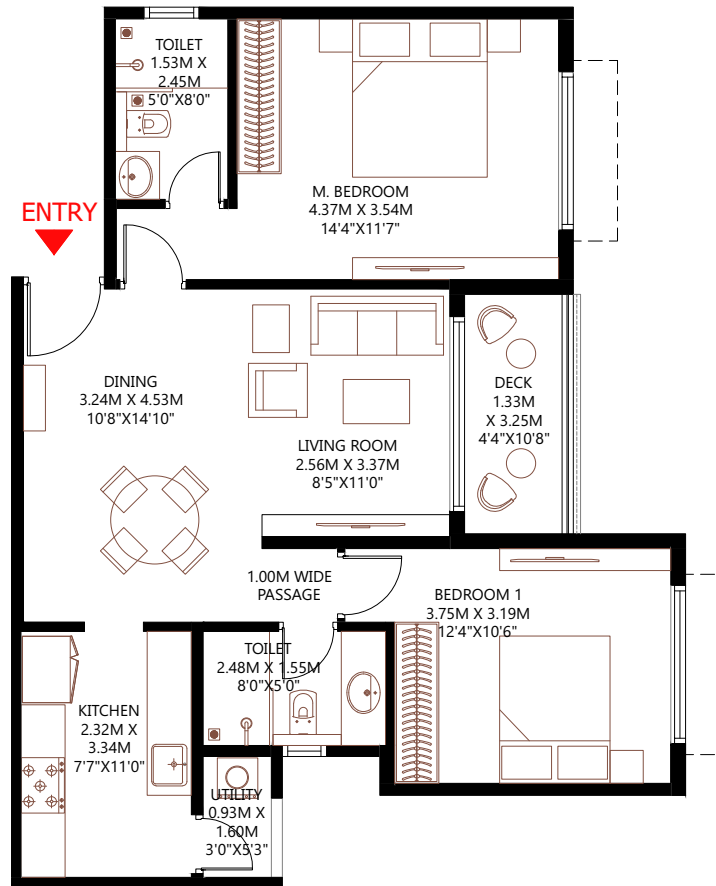 TOILET
1.53M X
2.45M
5'0"X8'0"
M. BEDROOM
4.37M X 3.54M
14'4"X11'7"
ENTRY
DINING
3.24M X 4.53M
10'8"X14'10"
LIVING ROOM
2.56M X 3.37M
8'5"X11'0"
DECK
1.33M
X 3.25M
4'4"X10'8"
1.00M WIDE
PASSAGE
BEDROOM 1
3.75M X 3.19M
12'4"X10'6"
TOILET
2.48M X 1.55M
8'0"X5'0"
KITCHEN
2.32M X
3.34M
7'7"X11'0"
UTILITY
0.93M X
1.60M
3'0"X5'3"